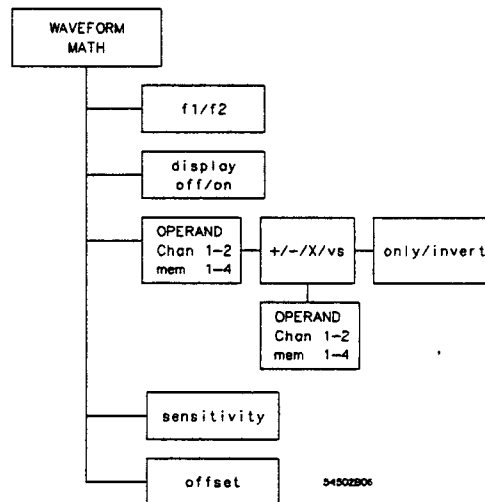 WAVEFORM
MATH
f1/f2
display
off/on
OPERAND
Chan 1-2
mem 1-4
+/-/X/vs
only/invert
OPERAND
Chan 1-2
mem 1-4
sensitivity
offset
54502B06